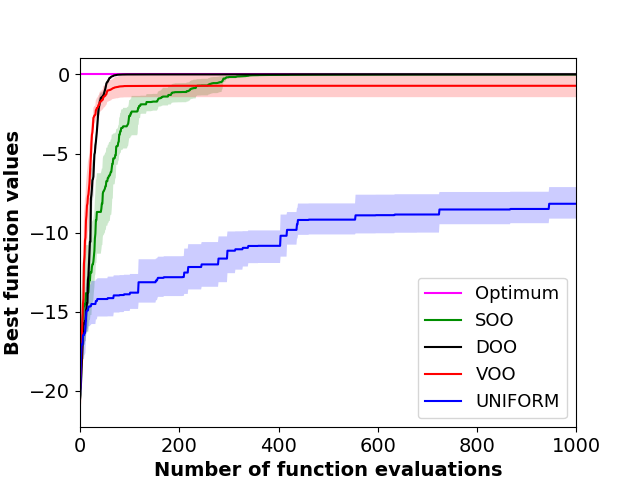 Best function values
0
−5
−10
−15
−20
Optimum
SOO
DOO
VOO
UNIFORM
0 200 400 600 800 1000
Number of function evaluations